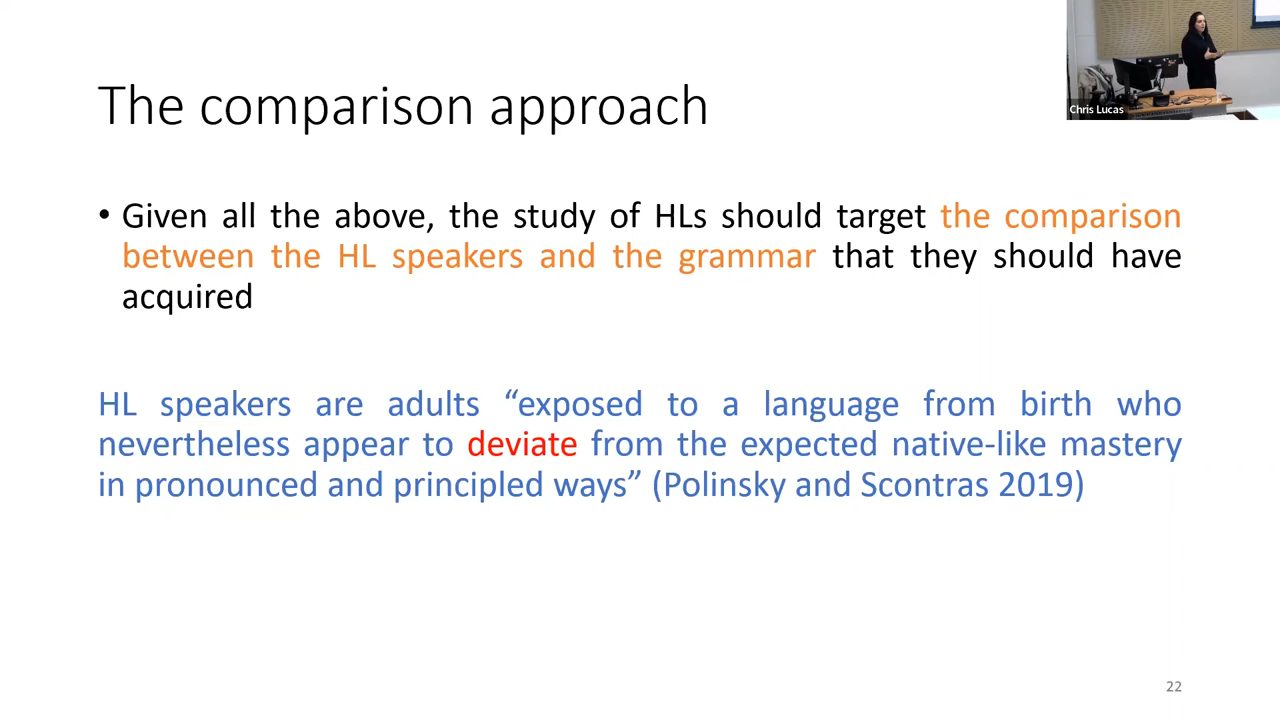 Chris Lucas
The comparison approach
• Given all the above, the study of HLs should target the comparison
between the HL speakers and the grammar that they should have
acquired
HL speakers are adults “exposed to a language from birth who
nevertheless appear to deviate from the expected native-like mastery
in pronounced and principled ways” (Polinsky and Scontras 2019)
22